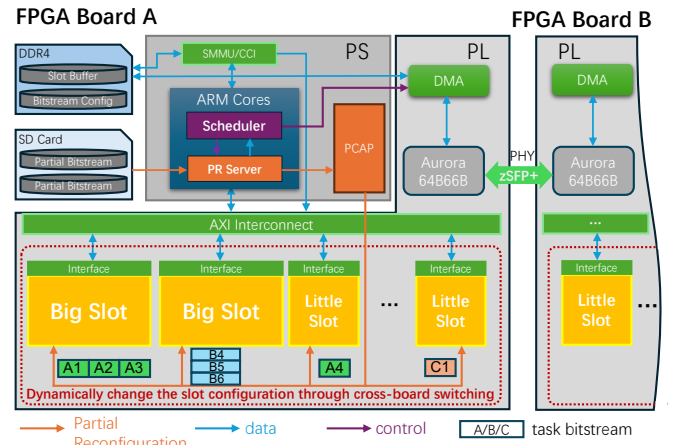 FPGA Board A
FPGA Board B
DDR4
Slot Buffer
Bitstream Config
SD Card
Partial Bitstream
Partial Bitstream
SMMU/CCI
PS
ARM Cores
Scheduler
PR Server
PCAP
PL
DMA
Aurora
64B66B
PHY
zSFP+
PL
DMA
Aurora
64B66B
AXI Interconnect
...
Interface
Big Slot
Interface
Big Slot
Interface
Little
Slot
...
Interface
Little
Slot
Interface
Little
Slot
...
A1 A2 A3
B4
B5
B6
A4
C1
Dynamically change the slot configuration through cross-board switching
Partial
Reconfiguration
data
control
A/B/C
task bitstream